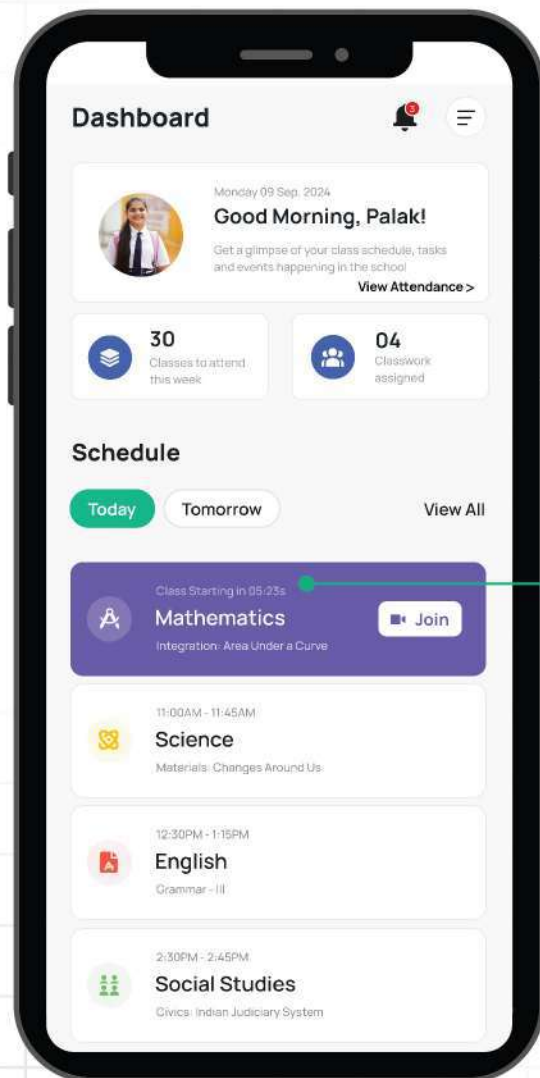 Dashboard
3
Monday 09 Sep. 2024
Good Morning, Palak!
Get a glimpse of your class schedule, tasks
and events happening in the school
View Attendance >
30
Classes to attend
this week
04
Classwork
assigned
Schedule
Today
Tomorrow
View All
Class Starting in 05:23s
Mathematics
Integration: Area Under a Curve
Join
11:00AM - 11:45AM
Science
Materials: Changes Around Us
12:30PM - 1:15PM
English
Grammar - III
2:30PM - 2:45PM
Social Studies
Civics: Indian Judiciary System